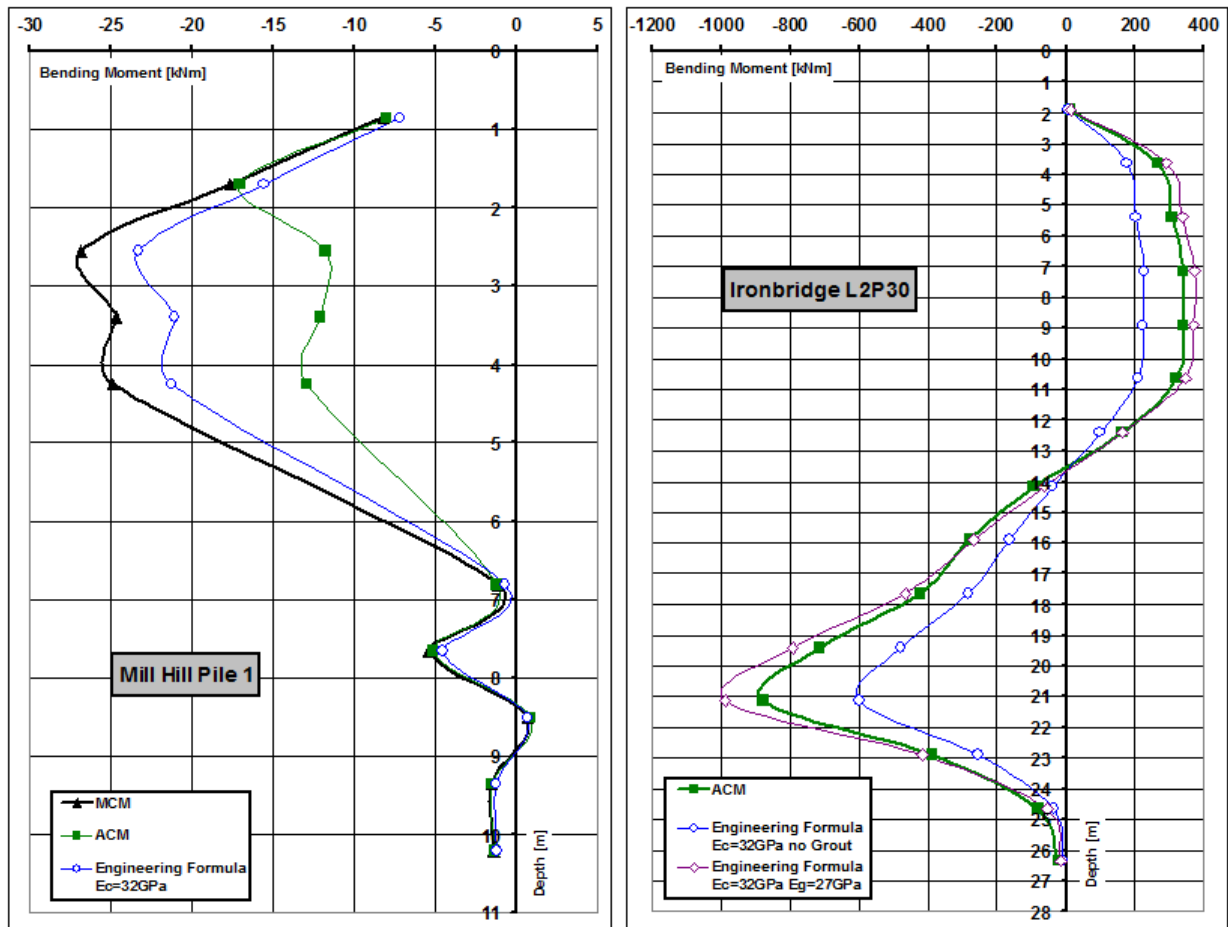 -30 -25 -20 -15 -10 -5 0 5
0
Bending Moment [kNm]
1
2
3
4
5
6
7
8
9
10
11
Depth [m]
Mill Hill Pile 1
MCM
ACM
Engineering Formula
Ec=32GPa
-1200 -1000 -800 -600 -400 -200 0 200 400
0
Bending Moment [kNm]
1
2
3
4
5
6
7
8
9
10
11
12
13
14
15
16
17
18
19
20
21
22
23
24
25
26
27
28
Depth [m]
Ironbridge L2P30
ACM
Engineering Formula
Ec=32GPa no Grout
Engineering Formula
Ec=32GPa Eg=27GPa